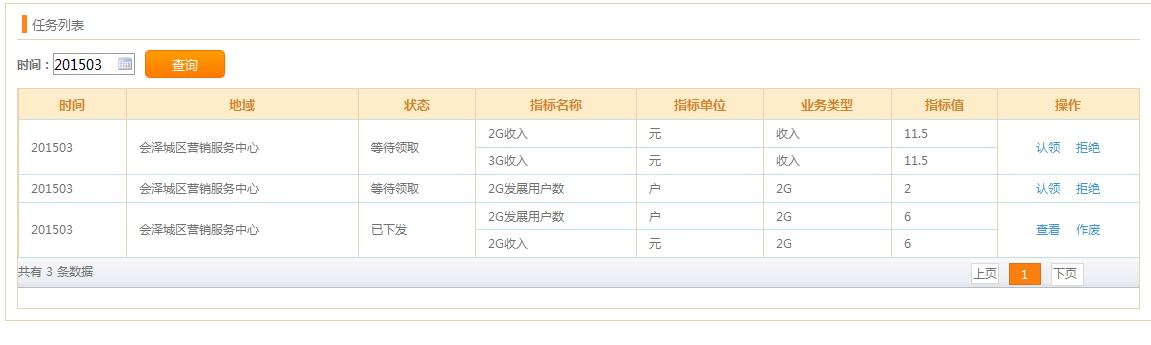 任务列表
时间： 201503 查询
时间 地域 状态 指标名称 指标单位 业务类型 指标值 操作
201503 会泽城区营销服务中心 等待领取 2G收入 元 收入 11.5 认领 拒绝
3G收入 元 收入 11.5
201503 会泽城区营销服务中心 等待领取 2G发展用户数 户 2G 2 认领 拒绝
201503 会泽城区营销服务中心 已下发 2G发展用户数 户 2G 6 查看 作废
2G收入 元 2G 6
共有 3 条数据 上页 1 下页